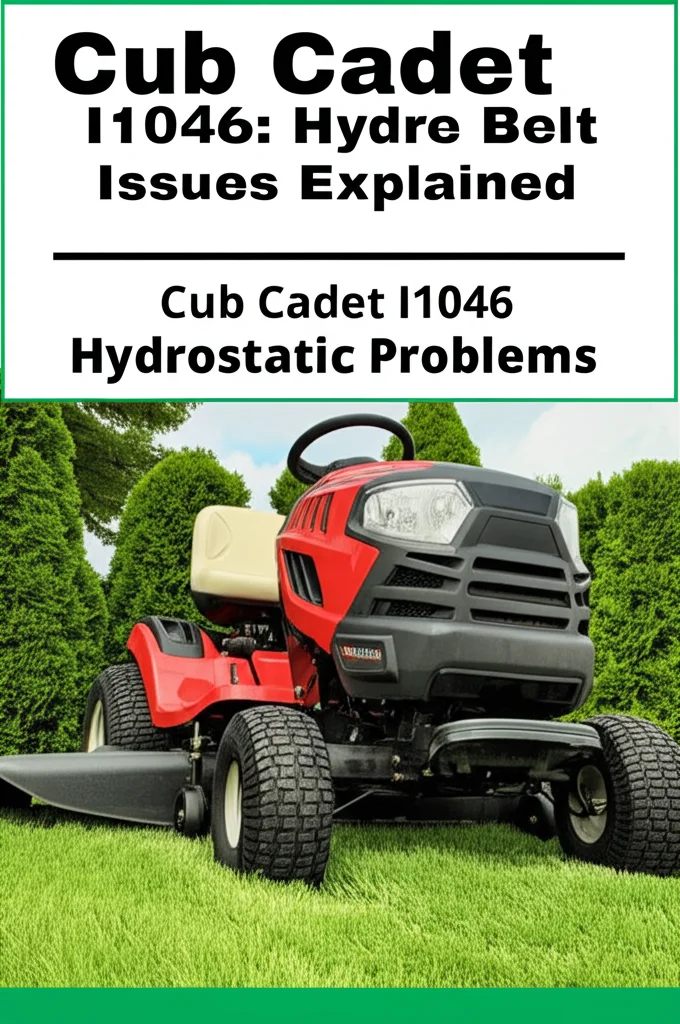 Cub Cadet
I1046: Hydre Belt
Issues Explained
Cub Cadet I1046
Hydrostatic Problems